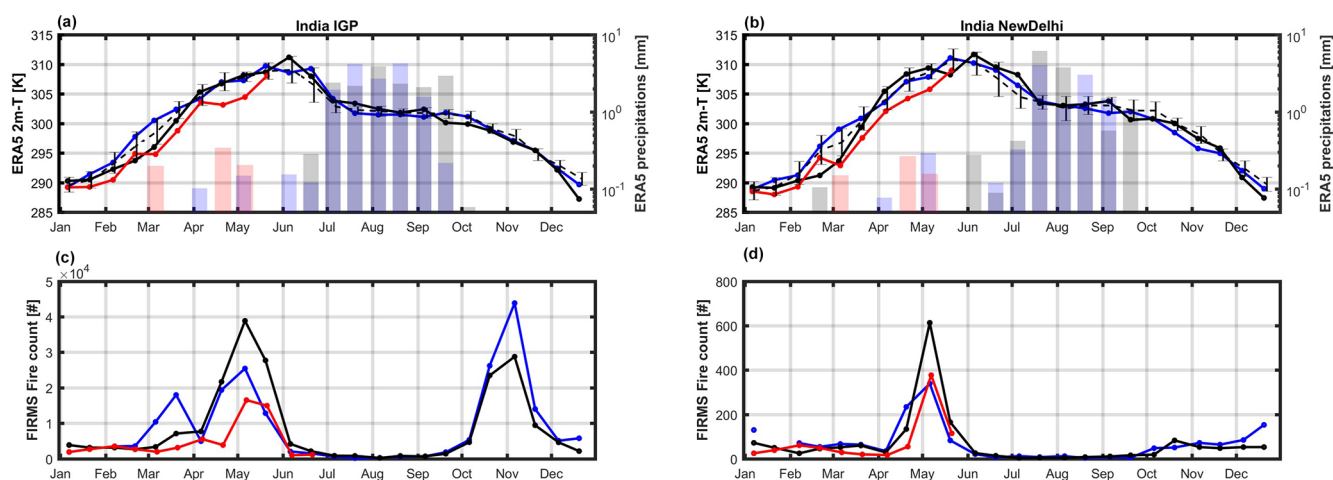 (a) India IGP
315
310
305
300
295
290
285
ERA5 2m-T [K]
10^1
10^0
10^-1
ERA5 precipitations [mm]
Jan Feb Mar Apr May Jun Jul Aug Sep Oct Nov Dec
(b) India NewDelhi
315
310
305
300
295
290
285
ERA5 2m-T [K]
10^1
10^0
10^-1
ERA5 precipitations [mm]
Jan Feb Mar Apr May Jun Jul Aug Sep Oct Nov Dec
(c)
×10^4
5
4
3
2
1
0
FIRMS Fire count [#]
Jan Feb Mar Apr May Jun Jul Aug Sep Oct Nov Dec
(d)
800
600
400
200
0
FIRMS Fire count [#]
Jan Feb Mar Apr May Jun Jul Aug Sep Oct Nov Dec